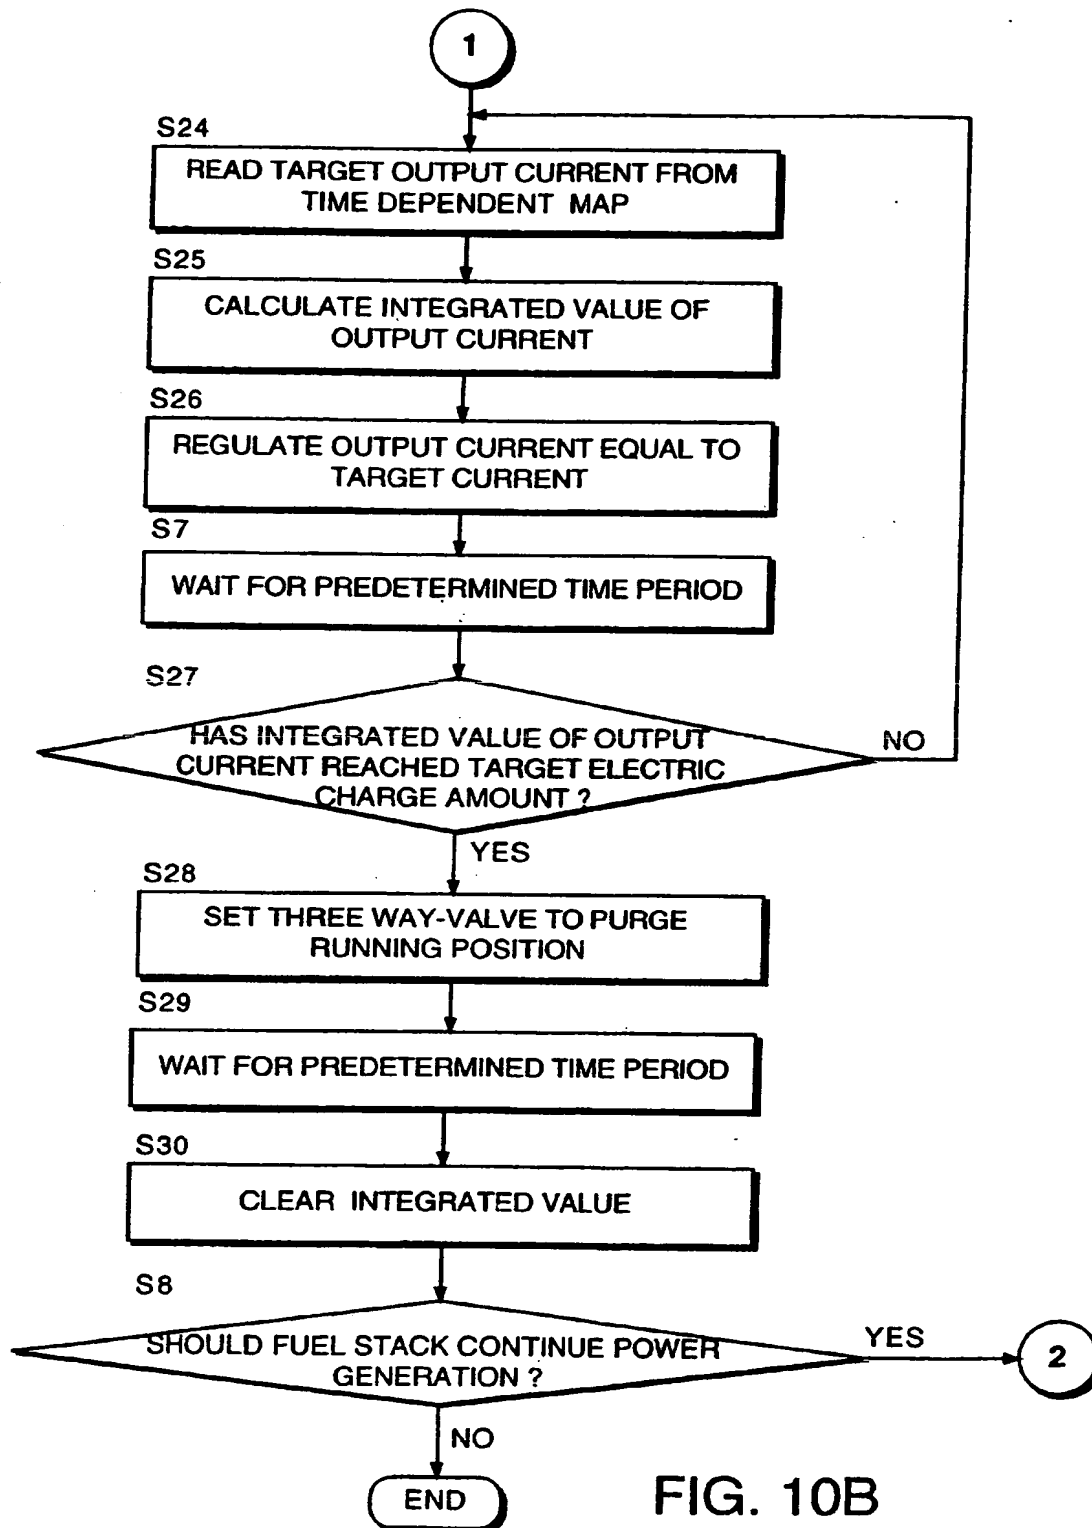 1
S24
READ TARGET OUTPUT CURRENT FROM
TIME DEPENDENT MAP
S25
CALCULATE INTEGRATED VALUE OF
OUTPUT CURRENT
S26
REGULATE OUTPUT CURRENT EQUAL TO
TARGET CURRENT
S7
WAIT FOR PREDETERMINED TIME PERIOD
S27
HAS INTEGRATED VALUE OF OUTPUT
CURRENT REACHED TARGET ELECTRIC
CHARGE AMOUNT ?
NO
YES
S28
SET THREE WAY-VALVE TO PURGE
RUNNING POSITION
S29
WAIT FOR PREDETERMINED TIME PERIOD
S30
CLEAR INTEGRATED VALUE
S8
SHOULD FUEL STACK CONTINUE POWER
GENERATION ?
YES
2
NO
END
FIG. 10B